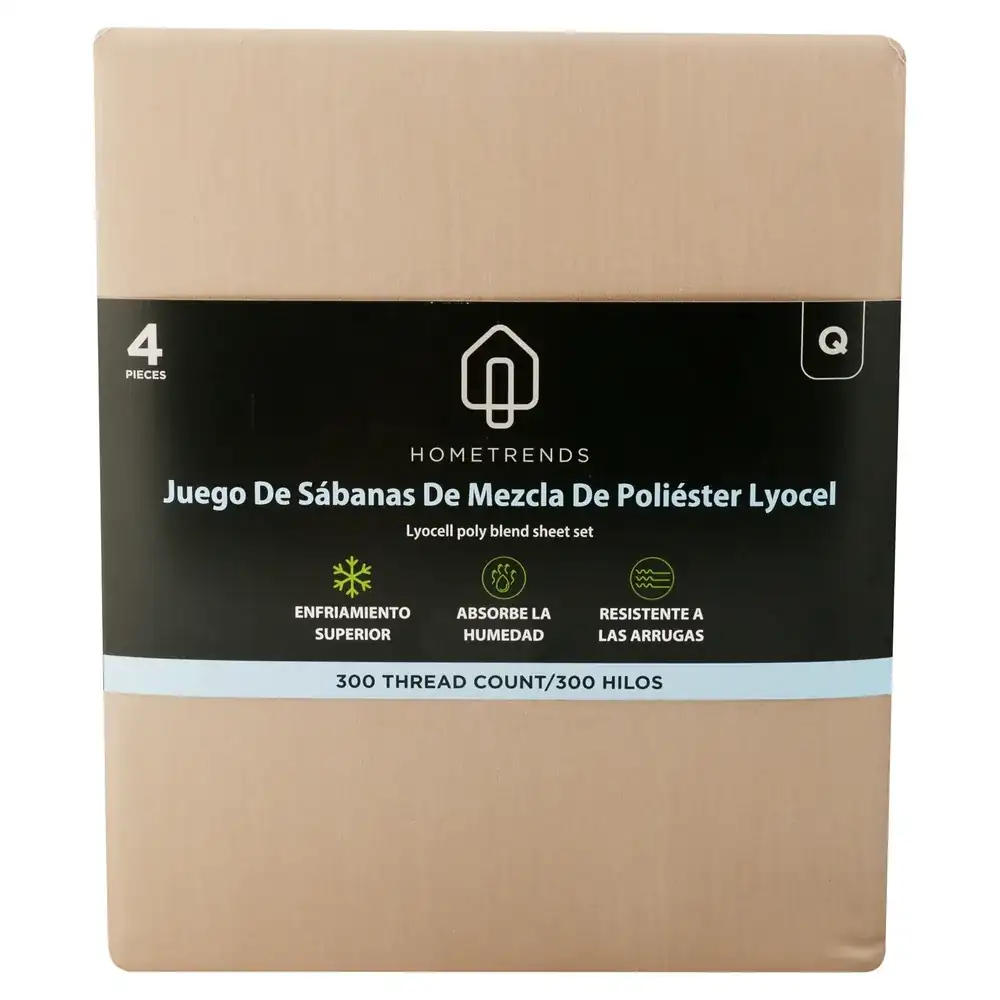 4
PIECES
Q
HOMETRENDS
Juego De Sábanas De Mezcla De Poliéster Lyocel
Lyocell poly blend sheet set
ENFRIAMIENTO
SUPERIOR
ABSORBE LA
HUMEDAD
RESISTENTE A
LAS ARRUGAS
300 THREAD COUNT/300 HILOS